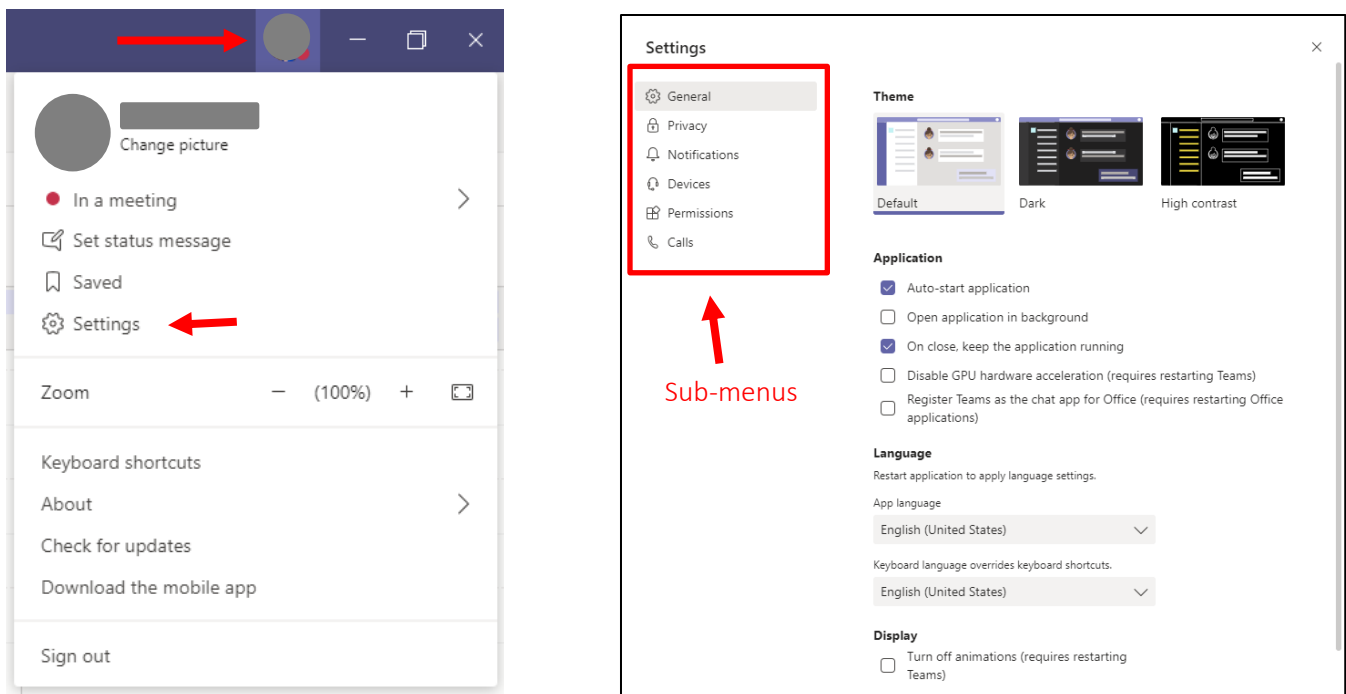 Change picture
In a meeting
Set status message
Saved
Settings
Zoom
(100%)
Keyboard shortcuts
About
Check for updates
Download the mobile app
Sign out
Settings
General
Privacy
Notifications
Devices
Permissions
Calls
Sub-menus
Theme
Default
Dark
High contrast
Application
Auto-start application
Open application in background
On close, keep the application running
Disable GPU hardware acceleration (requires restarting Teams)
Register Teams as the chat app for Office (requires restarting Office
applications)
Language
Restart application to apply language settings.
App language
English (United States)
Keyboard language overrides keyboard shortcuts.
English (United States)
Display
Turn off animations (requires restarting
Teams)